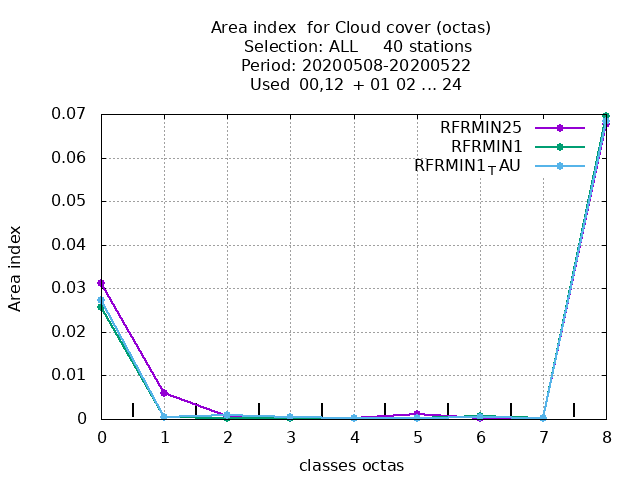 Area index  for Cloud cover (octas)
Selection: ALL     40 stations
Period: 20200508-20200522
Used  00,12  + 01 02 ... 24
0.07
0.06
0.05
0.04
0.03
0.02
0.01
0
Area index
RFRMIN25
RFRMIN1
RFRMIN1TAU
0 1 2 3 4 5 6 7 8
classes octas